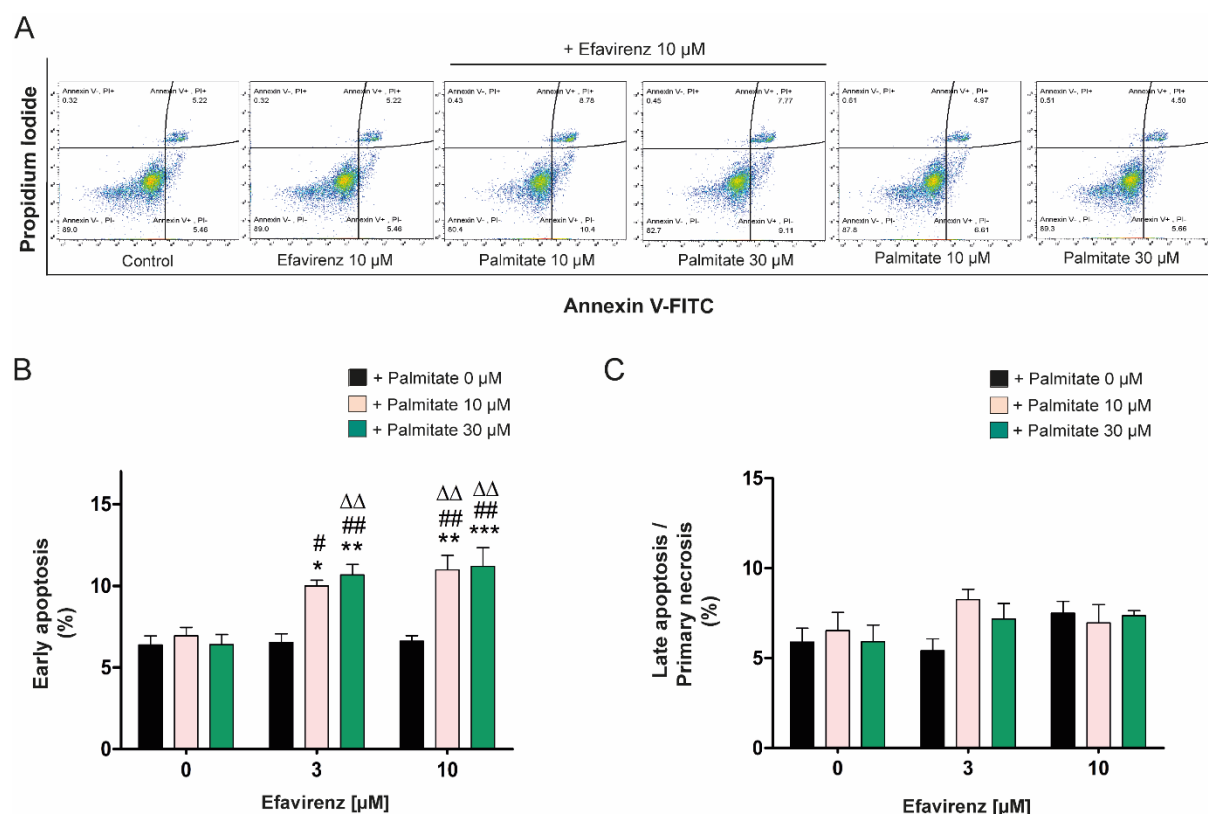 A
+ Efavirenz 10 µM
Propidium Iodide
Annexin V-, PI+ Annexin V+ , PI+
0.32 5.22
89.0 5.46
Annexin V- , PI- Annexin V+ , PI-
Control
Annexin V-, PI+ Annexin V+ , PI+
0.32 5.22
Annexin V- , PI- Annexin V+ , PI-
89.0 5.46
Efavirenz 10 µM
Annexin V-, PI+ Annexin V+ , PI+
0.43 8.78
Annexin V- , PI- Annexin V+ , PI-
80.4 10.4
Palmitate 10 µM
Annexin V-, PI+ Annexin V+ , PI+
0.45 7.77
Annexin V- , PI- Annexin V+ , PI-
82.7 9.11
Palmitate 30 µM
Annexin V-, PI+ Annexin V+ , PI+
0.61 4.97
Annexin V- , PI- Annexin V+ , PI-
87.8 6.61
Palmitate 10 µM
Annexin V-, PI+ Annexin V+ , PI+
0.51 4.50
Annexin V- , PI- Annexin V+ , PI-
89.3 5.66
Palmitate 30 µM
Annexin V-FITC
B
+ Palmitate 0 µM
+ Palmitate 10 µM
+ Palmitate 30 µM
Early apoptosis
(%)
15
10
5
0
#
*
ΔΔ
##
**
ΔΔ
##
**
ΔΔ
##
***
0 3 10
Efavirenz [µM]
C
+ Palmitate 0 µM
+ Palmitate 10 µM
+ Palmitate 30 µM
Late apoptosis /
Primary necrosis
(%)
15
10
5
0
0 3 10
Efavirenz [µM]